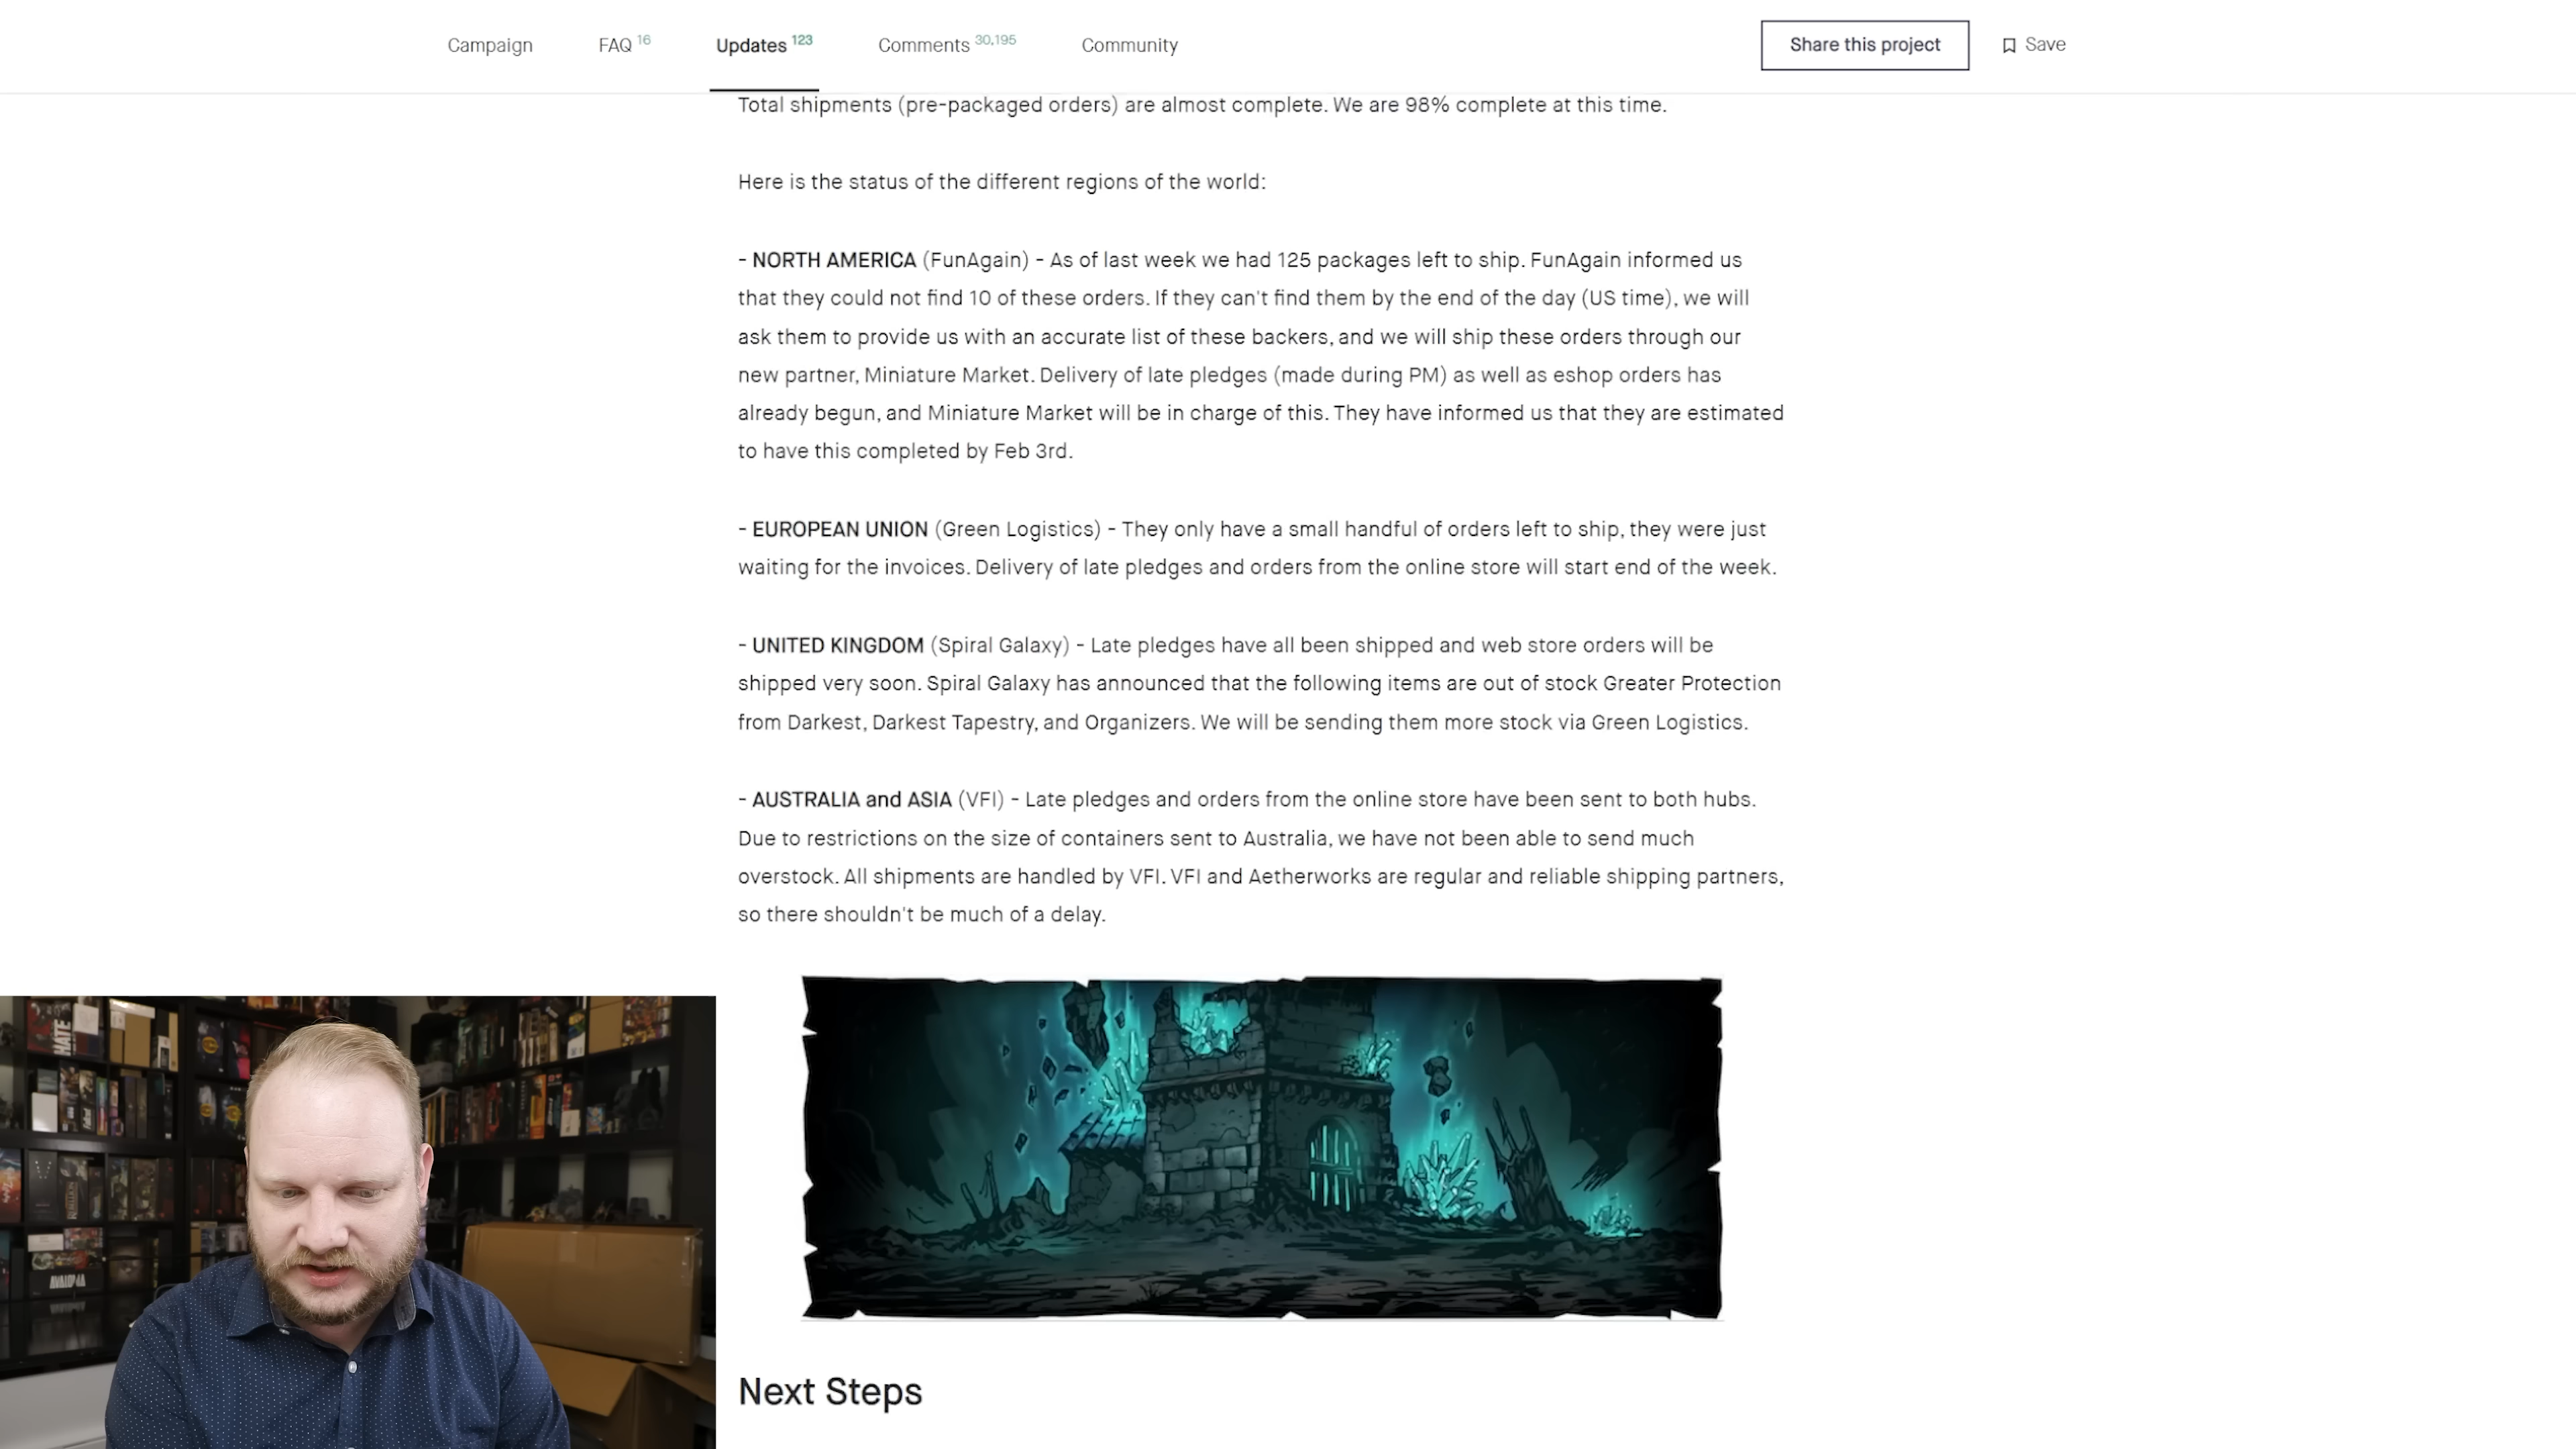 Campaign FAQ 16 Updates 123 Comments 30,195 Community Share this project Save
Total shipments (pre-packaged orders) are almost complete. We are 98% complete at this time.
Here is the status of the different regions of the world:
- NORTH AMERICA (FunAgain) - As of last week we had 125 packages left to ship. FunAgain informed us
that they could not find 10 of these orders. If they can't find them by the end of the day (US time), we will
ask them to provide us with an accurate list of these backers, and we will ship these orders through our
new partner, Miniature Market. Delivery of late pledges (made during PM) as well as eshop orders has
already begun, and Miniature Market will be in charge of this. They have informed us that they are estimated
to have this completed by Feb 3rd.
- EUROPEAN UNION (Green Logistics) - They only have a small handful of orders left to ship, they were just
waiting for the invoices. Delivery of late pledges and orders from the online store will start end of the week.
- UNITED KINGDOM (Spiral Galaxy) - Late pledges have all been shipped and web store orders will be
shipped very soon. Spiral Galaxy has announced that the following items are out of stock Greater Protection
from Darkest, Darkest Tapestry, and Organizers. We will be sending them more stock via Green Logistics.
- AUSTRALIA and ASIA (VFI) - Late pledges and orders from the online store have been sent to both hubs.
Due to restrictions on the size of containers sent to Australia, we have not been able to send much
overstock. All shipments are handled by VFI. VFI and Aetherworks are regular and reliable shipping partners,
so there shouldn't be much of a delay.
HATE
Next Steps